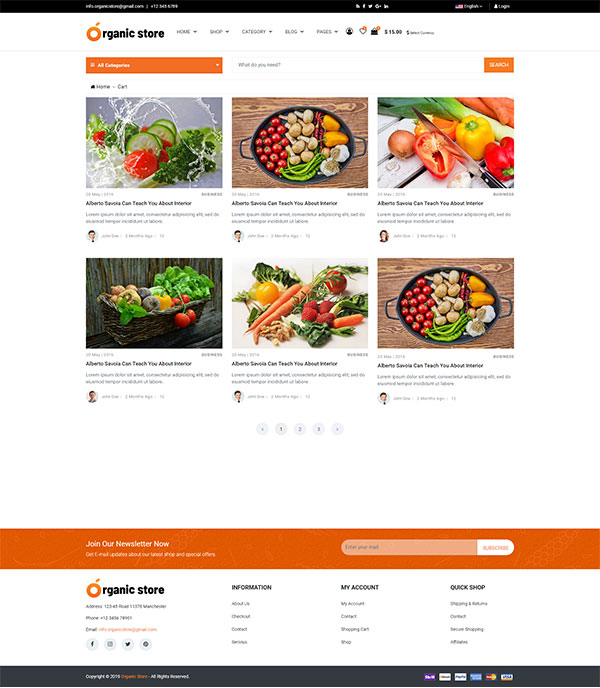 info.organicstore@gmail.com | +12 345 6789
English
Login
Organic store
HOME
SHOP
CATEGORY
BLOG
PAGES
$ 15.00
$ Select Currency
All Categories
What do you need?
SEARCH
Home → Cart
20 May | 2016 BUSINESS
Alberto Savoia Can Teach You About Interior
Lorem ipsum dolor sit amet, consectetur adipisicing elit, sed do
eiusmod tempor incididunt ut labore.
John Doe | 2 Months Ago | 10
20 May | 2016 BUSINESS
Alberto Savoia Can Teach You About Interior
Lorem ipsum dolor sit amet, consectetur adipisicing elit, sed do
eiusmod tempor incididunt ut labore.
John Doe | 2 Months Ago | 10
20 May | 2016 BUSINESS
Alberto Savoia Can Teach You About Interior
Lorem ipsum dolor sit amet, consectetur adipisicing elit, sed do
eiusmod tempor incididunt ut labore.
John Doe | 2 Months Ago | 10
20 May | 2016 BUSINESS
Alberto Savoia Can Teach You About Interior
Lorem ipsum dolor sit amet, consectetur adipisicing elit, sed do
eiusmod tempor incididunt ut labore.
John Doe | 2 Months Ago | 10
20 May | 2016 BUSINESS
Alberto Savoia Can Teach You About Interior
Lorem ipsum dolor sit amet, consectetur adipisicing elit, sed do
eiusmod tempor incididunt ut labore.
John Doe | 2 Months Ago | 10
20 May | 2016 BUSINESS
Alberto Savoia Can Teach You About Interior
Lorem ipsum dolor sit amet, consectetur adipisicing elit, sed do
eiusmod tempor incididunt ut labore.
John Doe | 2 Months Ago | 10
1 2 3
Join Our Newsletter Now
Get E-mail updates about our latest shop and special offers.
Enter your mail
SUBSCRIBE
Organic store
Phone: +12 3456 78901
Email: info.organicstore@gmail.com
INFORMATION
About Us
Checkout
Contact
Serivius
MY ACCOUNT
My Account
Contact
Shopping Cart
Shop
QUICK SHOP
Shipping & Returns
Contact
Secure Shopping
Affiliates
Copyright © 2019 Organic Store - All Rights Reserved.
Skrill
PayPal
VISA